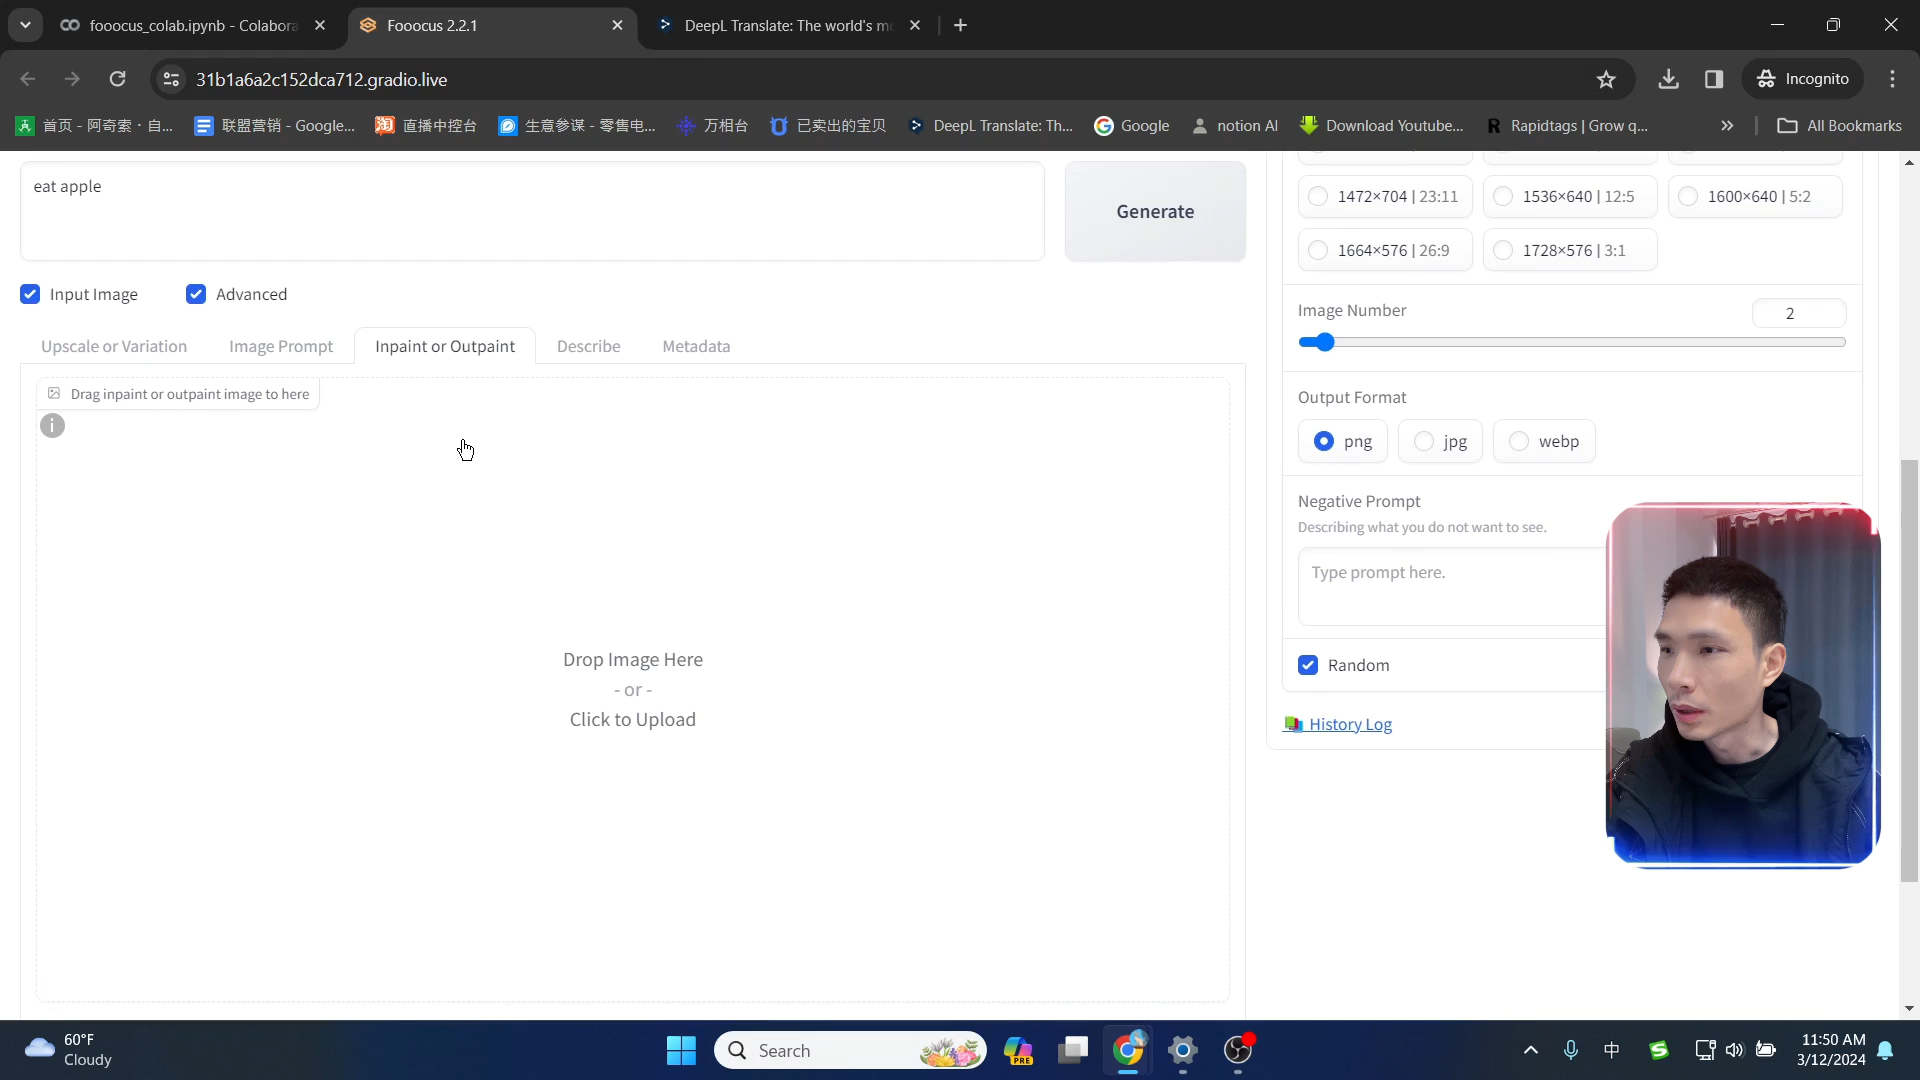 fooocus_colab.ipynb - Colabora
Fooocus 2.2.1
DeepL Translate: The world's mo
31b1a6a2c152dca712.gradio.live
Incognito
首页 - 阿奇索 · 自...
联盟营销 - Google...
直播中控台
生意参谋 - 零售电...
万相台
已卖出的宝贝
DeepL Translate: Th...
Google
notion AI
Download Youtube...
Rapidtags | Grow q...
All Bookmarks
eat apple
Generate
1472×704 | 23:11
1536×640 | 12:5
1600×640 | 5:2
1664×576 | 26:9
1728×576 | 3:1
Input Image
Advanced
Image Number
2
Upscale or Variation
Image Prompt
Inpaint or Outpaint
Describe
Metadata
Drag inpaint or outpaint image to here
Output Format
png
jpg
webp
Negative Prompt
Describing what you do not want to see.
Type prompt here.
Drop Image Here
- or -
Click to Upload
Random
History Log
60°F
Cloudy
Search
PRE
中
11:50 AM
3/12/2024